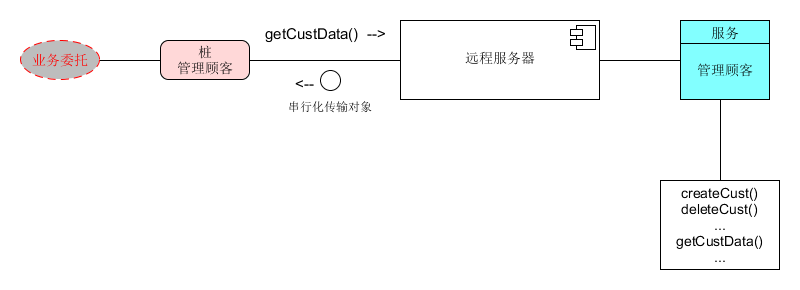 业务委托
桩
管理顾客
getCustData() -->
<--
串行化传输对象
远程服务器
服务
管理顾客
createCust()
deleteCust()
...
getCustData()
...